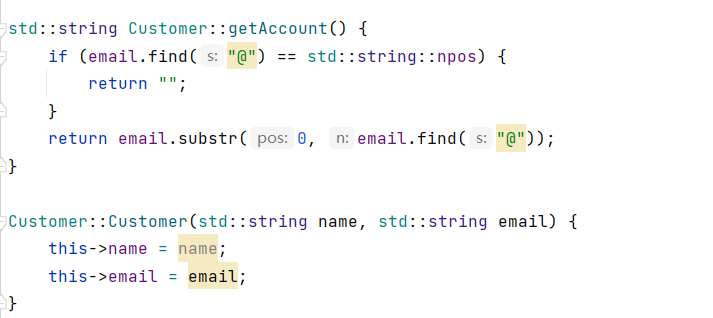 std::string Customer::getAccount() {
    if (email.find( s: "@") == std::string::npos) {
        return "";
    }
    return email.substr( pos: 0, n: email.find( s: "@"));
}

Customer::Customer(std::string name, std::string email) {
    this->name = name;
    this->email = email;
}